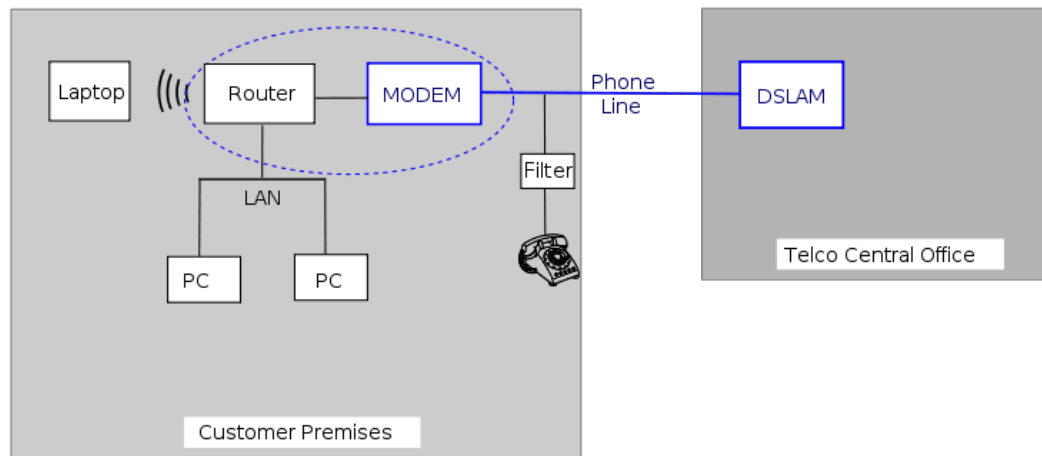 Laptop
Router
MODEM
Phone
Line
DSLAM
Filter
LAN
PC
PC
Telco Central Office
Customer Premises